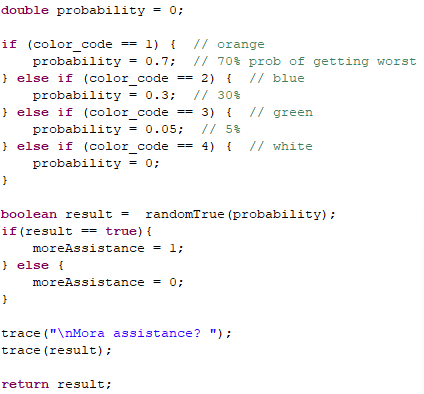 double probability = 0;

if (color_code == 1) {  // orange
    probability = 0.7;  // 70% prob of getting worst
} else if (color_code == 2) {  // blue
    probability = 0.3;  // 30%
} else if (color_code == 3) {  // green
    probability = 0.05;  // 5%
} else if (color_code == 4) {  // white
    probability = 0;
}

boolean result =  randomTrue(probability);
if(result == true){
    moreAssistance = 1;
} else {
    moreAssistance = 0;
}

trace("\nMora assistance? ");
trace(result);

return result;